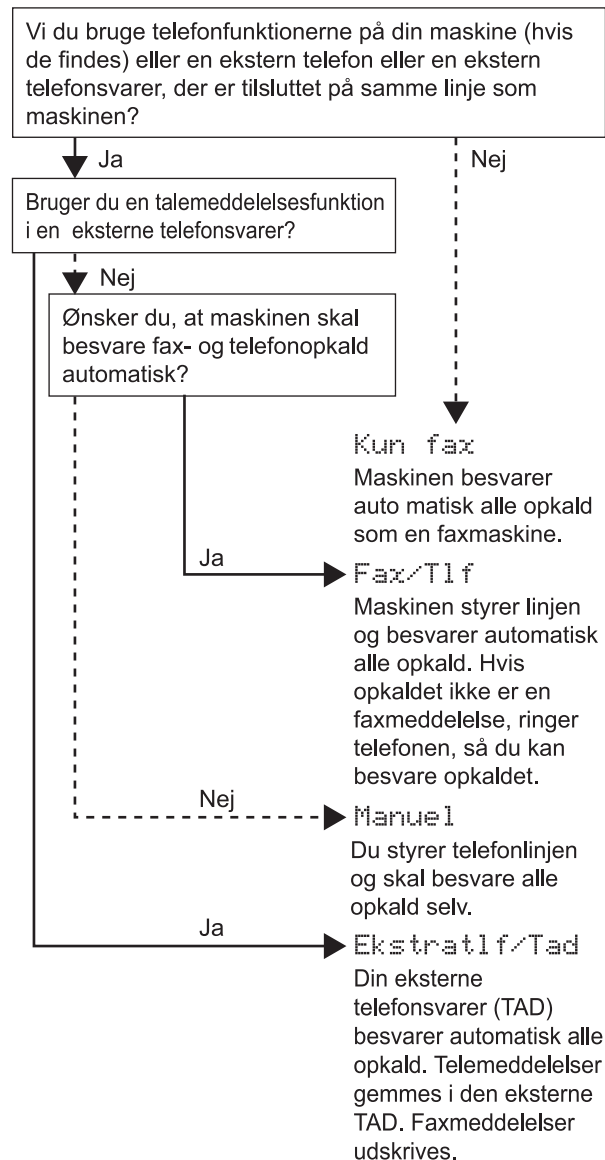 Vi du bruge telefonfunktionerne på din maskine (hvis
de findes) eller en ekstern telefon eller en ekstern
telefonsvarer, der er tilsluttet på samme linje som
maskinen?
Ja
Nej
Bruger du en talemeddelelsesfunktion
i en eksterne telefonsvarer?
Nej
Ønsker du, at maskinen skal
besvare fax- og telefonopkald
automatisk?
Kun fax
Maskinen besvarer
auto matisk alle opkald
som en faxmaskine.
Ja
Fax/Tlf
Maskinen styrer linjen
og besvarer automatisk
alle opkald. Hvis
opkaldet ikke er en
faxmeddelelse, ringer
telefonen, så du kan
besvare opkaldet.
Nej
Manuel
Du styrer telefonlinjen
og skal besvare alle
opkald selv.
Ja
Ekstratlf/Tad
Din eksterne
telefonsvarer (TAD)
besvarer automatisk alle
opkald. Telemeddelelser
gemmes i den eksterne
TAD. Faxmeddelelser
udskrives.